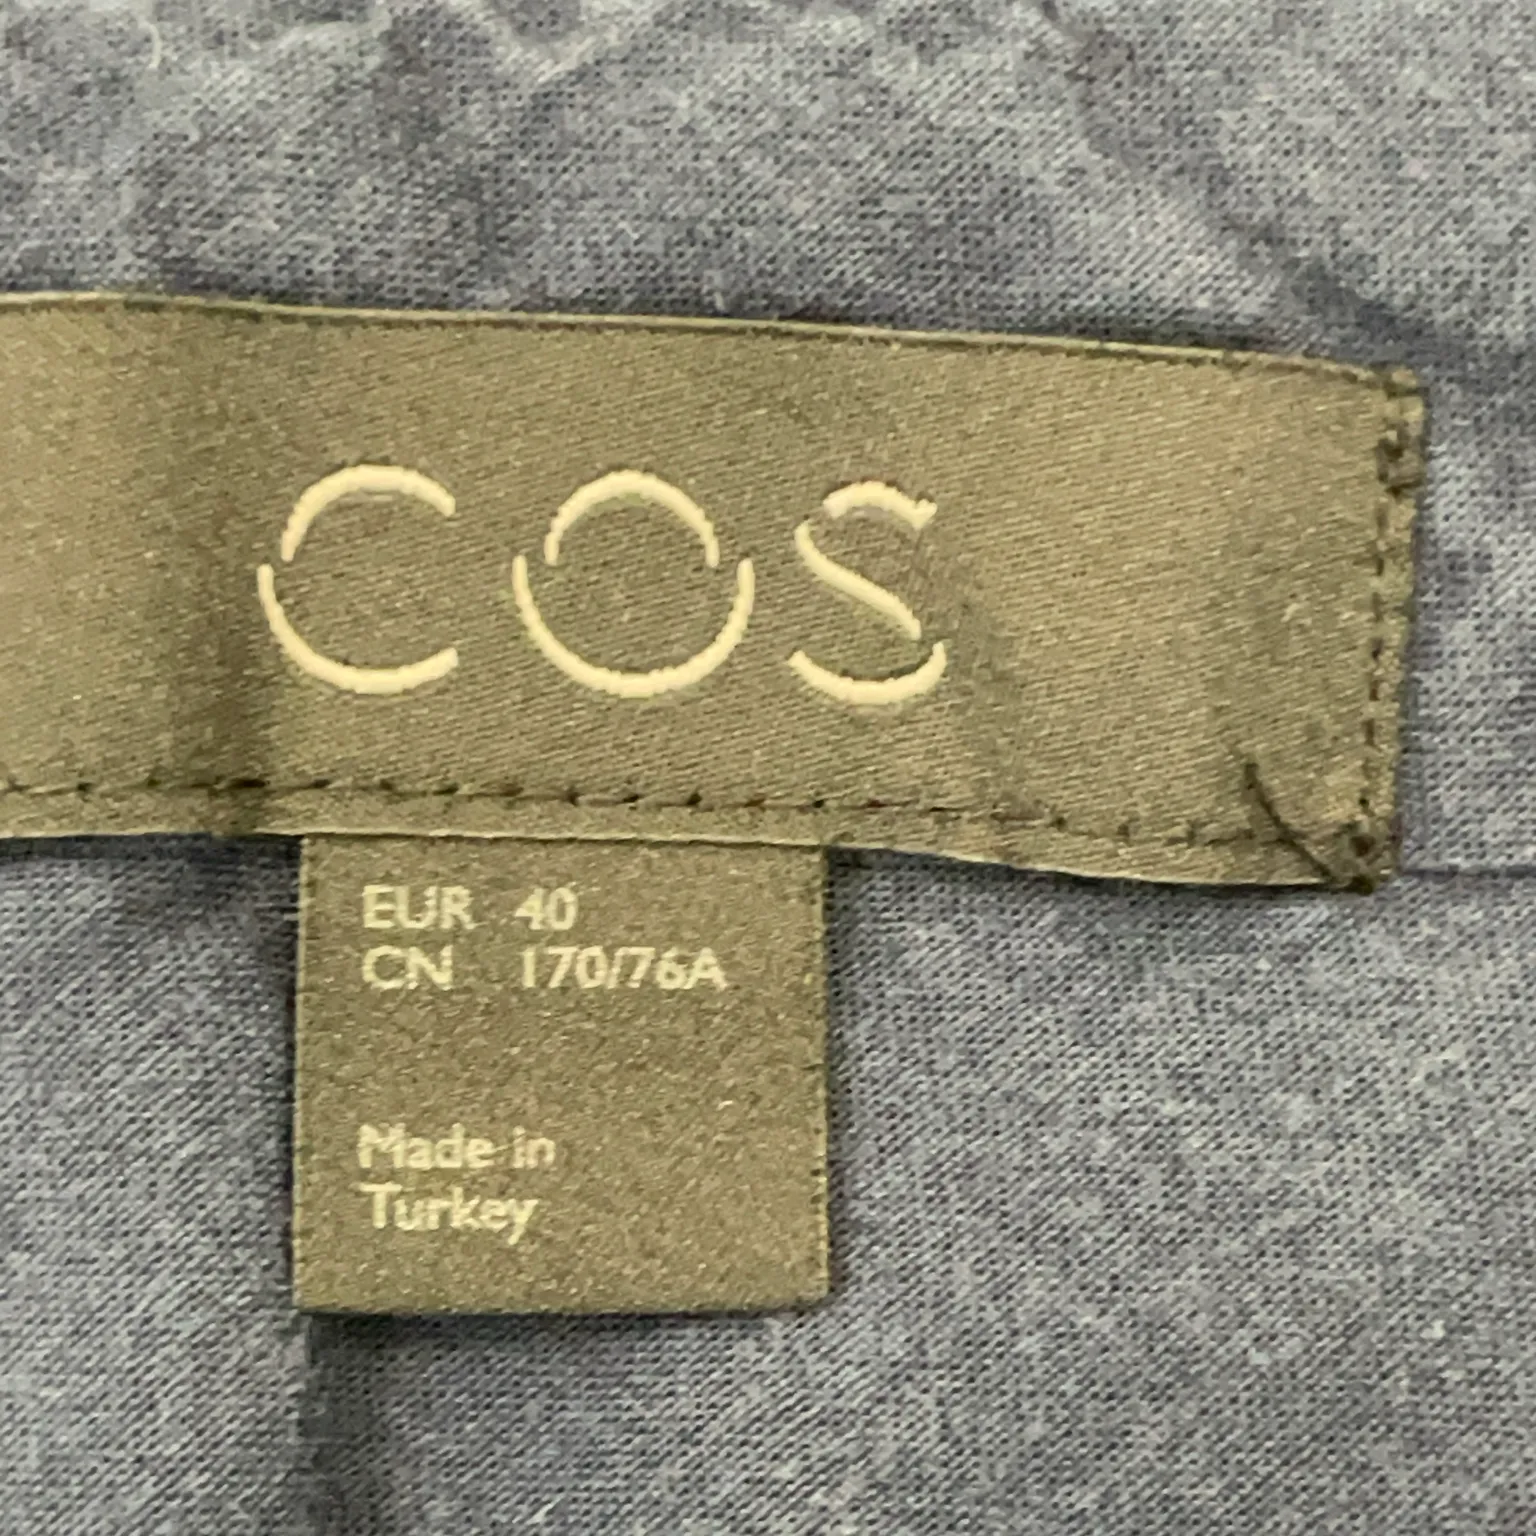 COS
EUR 40
CN 170/76A
Made in
Turkey